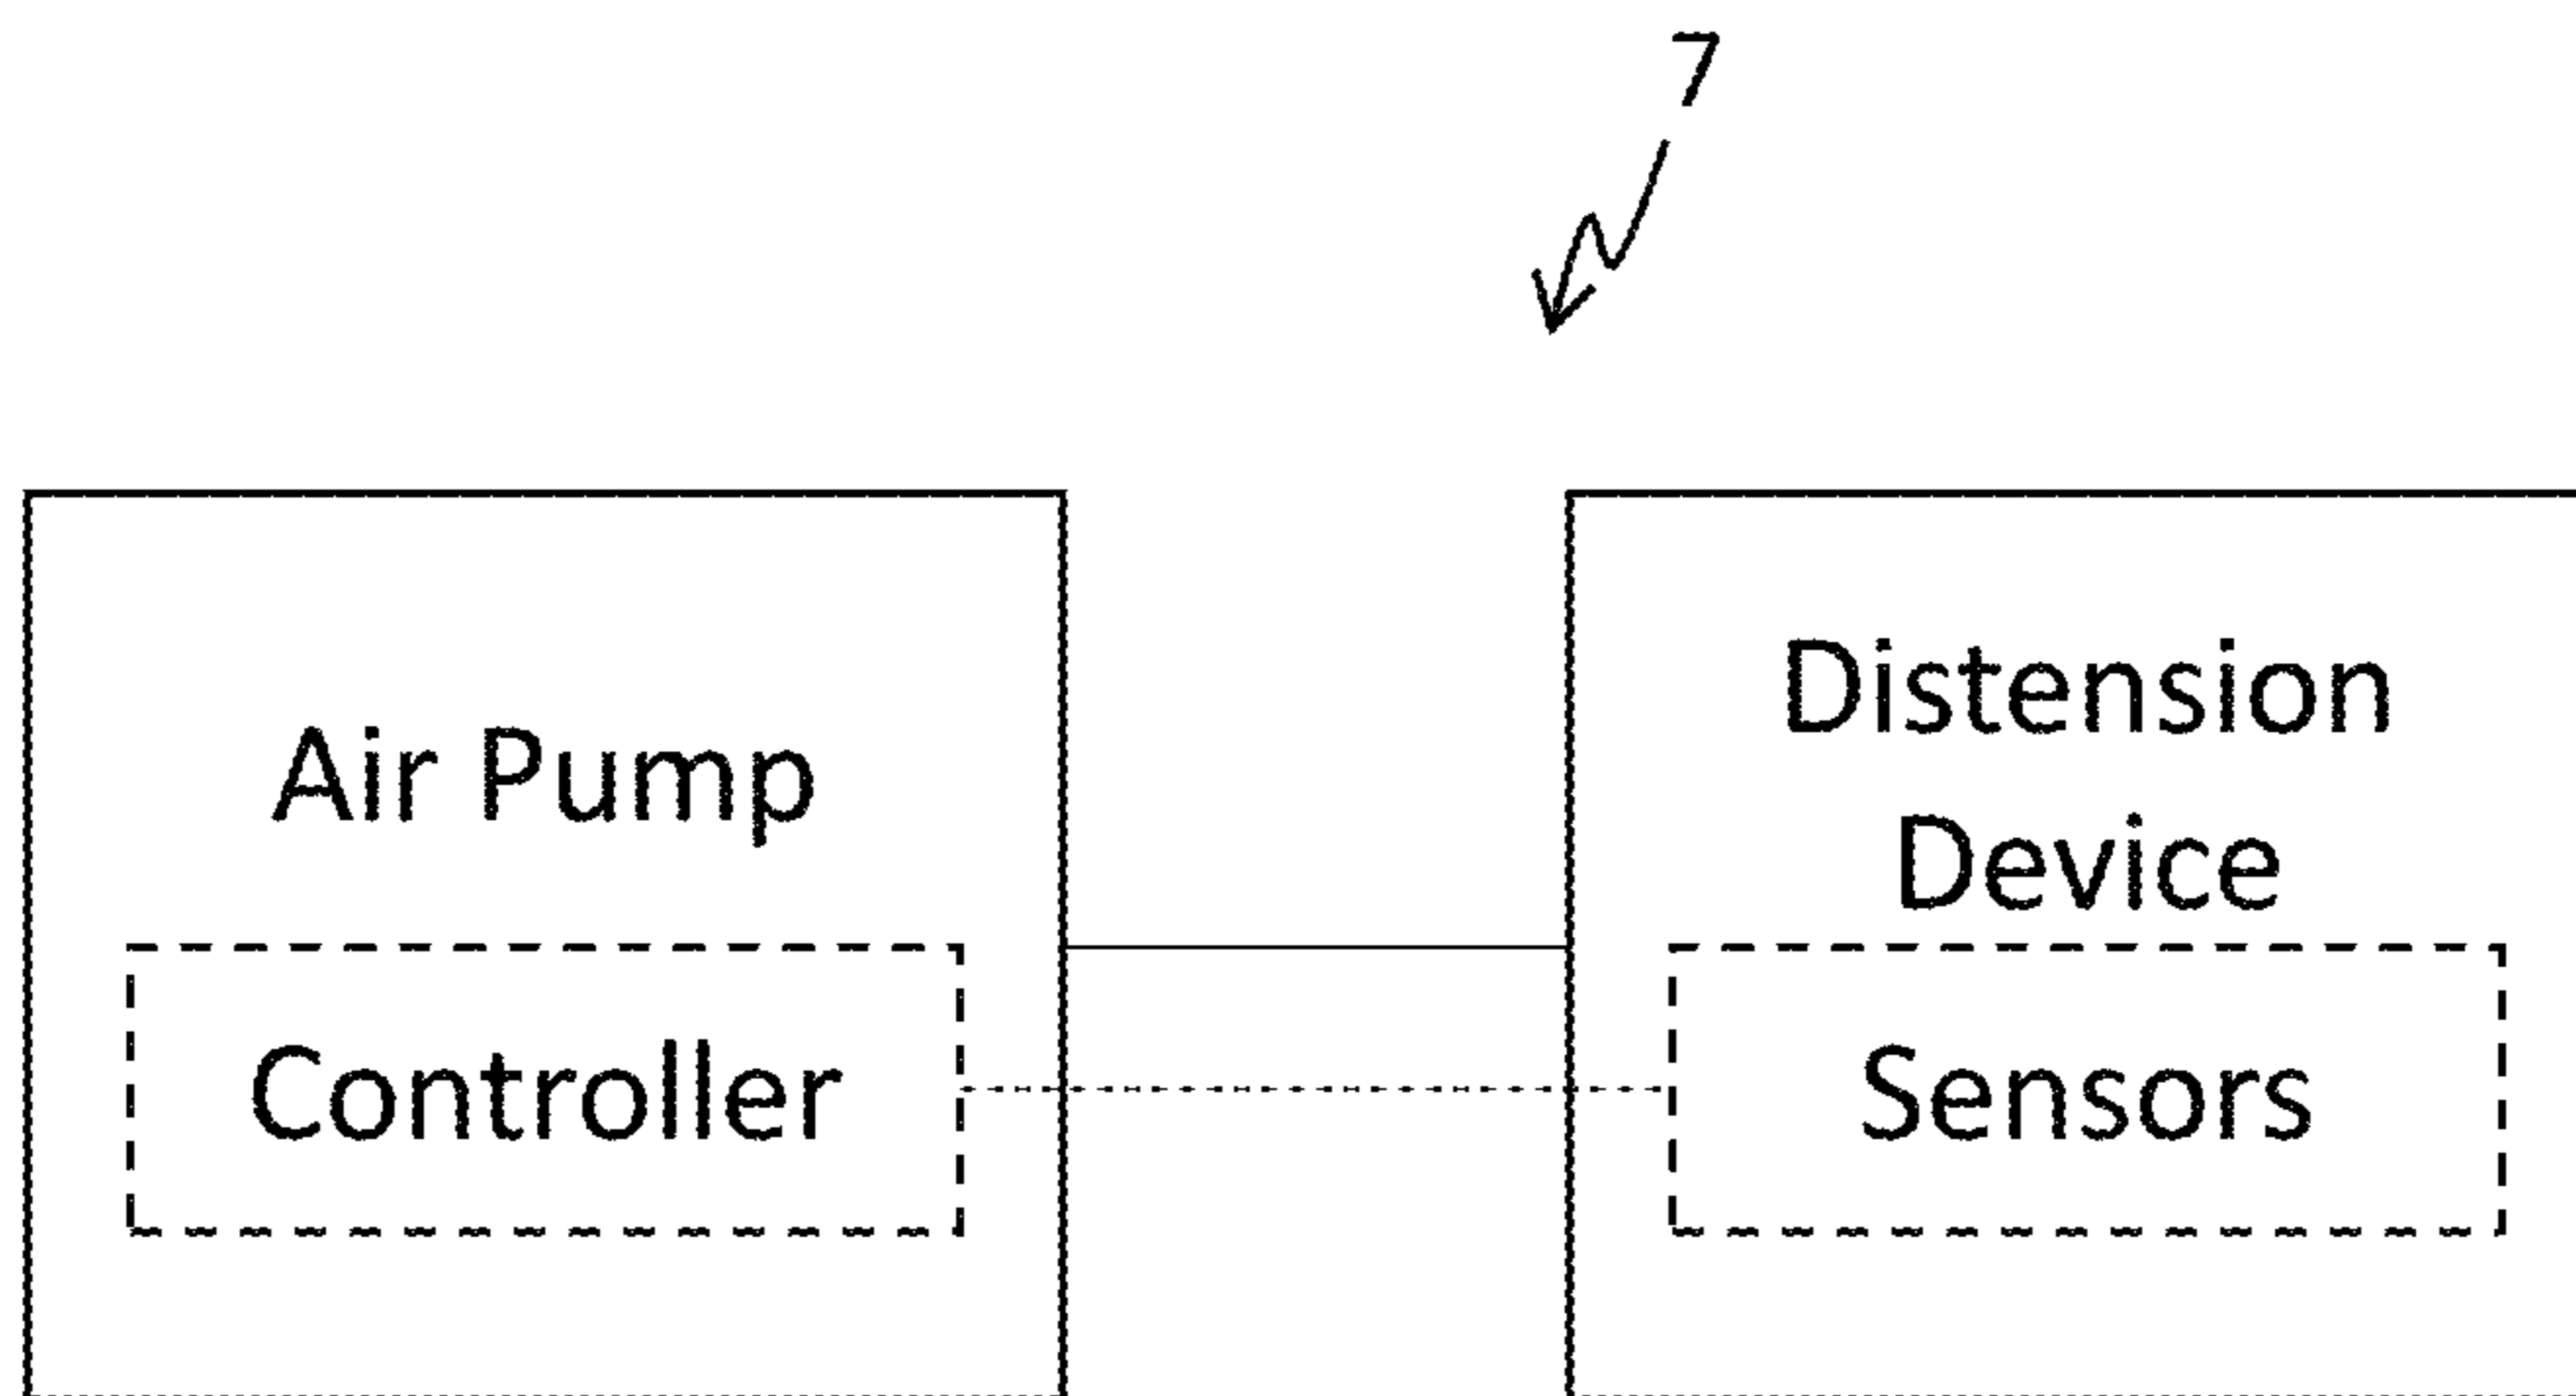 7
Air Pump
Controller
Distension
Device
Sensors